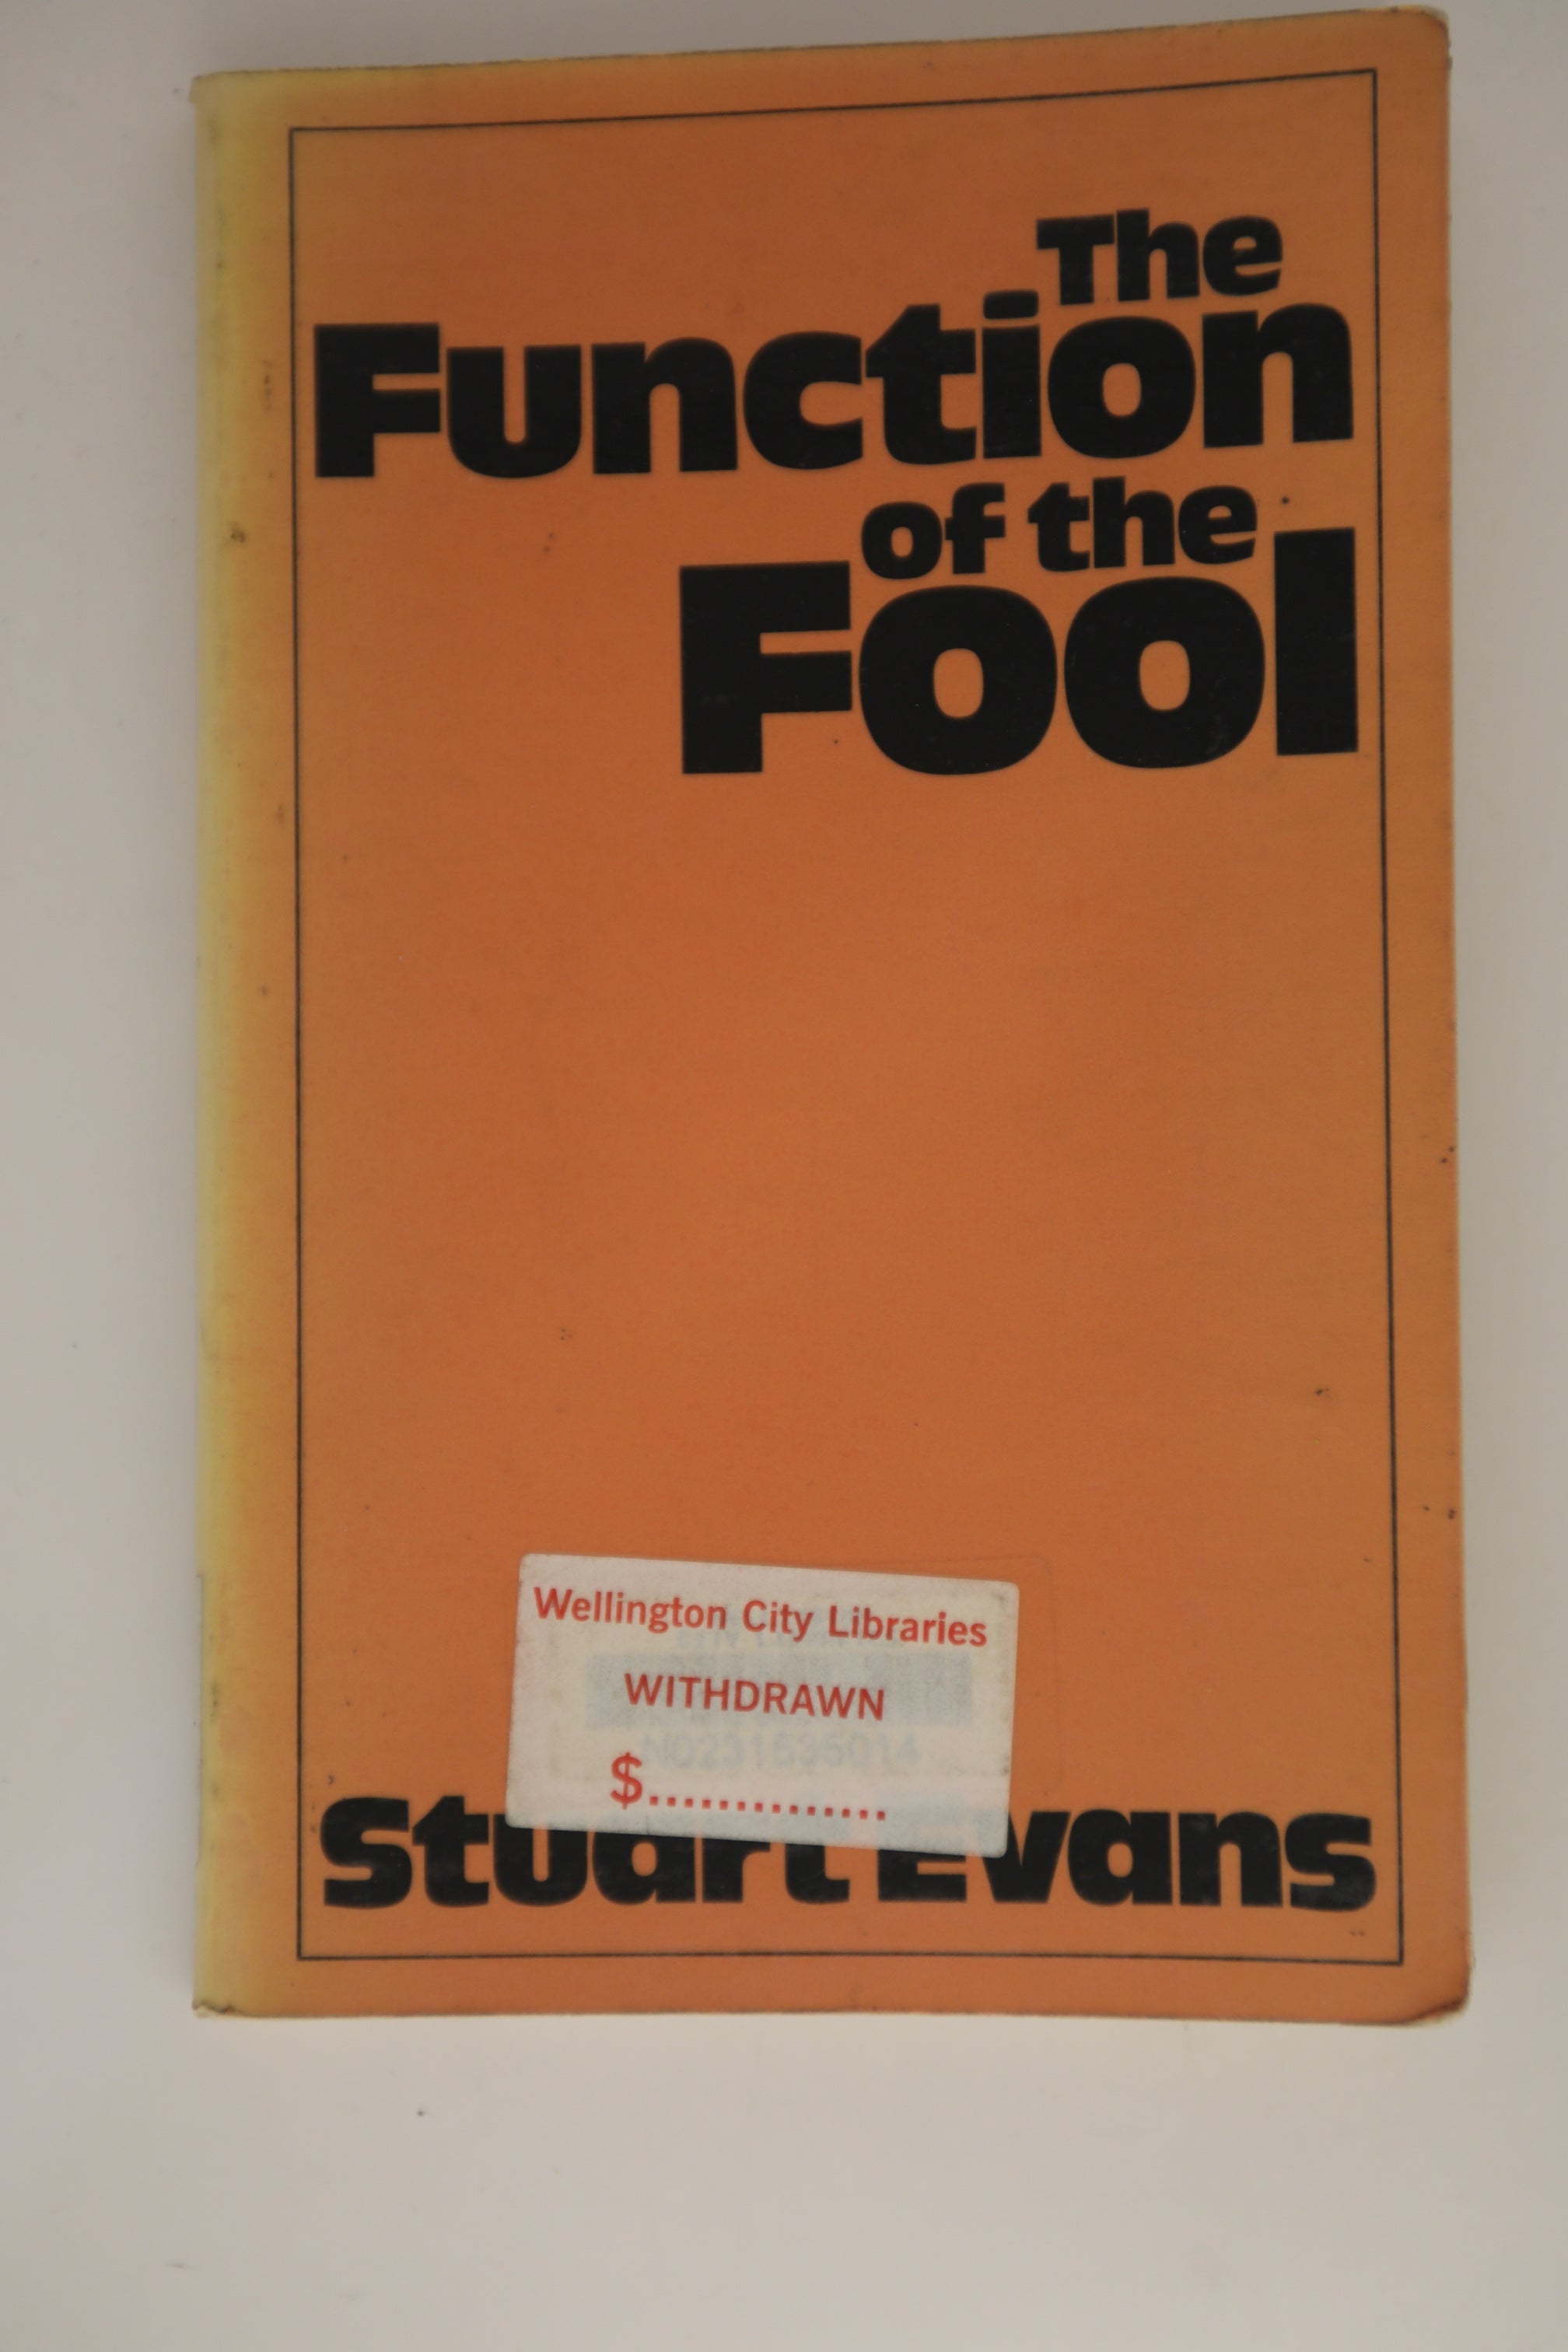 The
Function
of the
Fool
Wellington City Libraries
WITHDRAWN
$..............
Stuart Evans